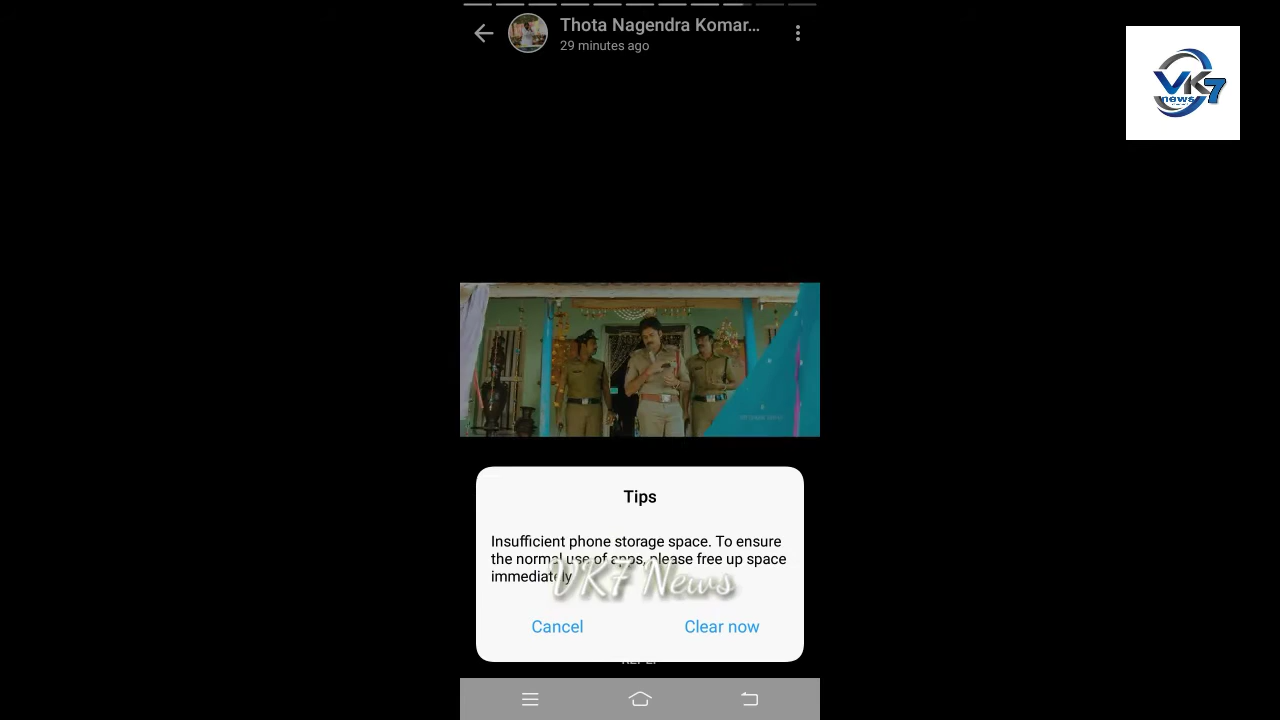 Thota Nagendra Komar...
29 minutes ago
VK7
news
Tips
Insufficient phone storage space. To ensure
the normal use of apps, please free up space
immediately
VK7 News
Cancel
Clear now